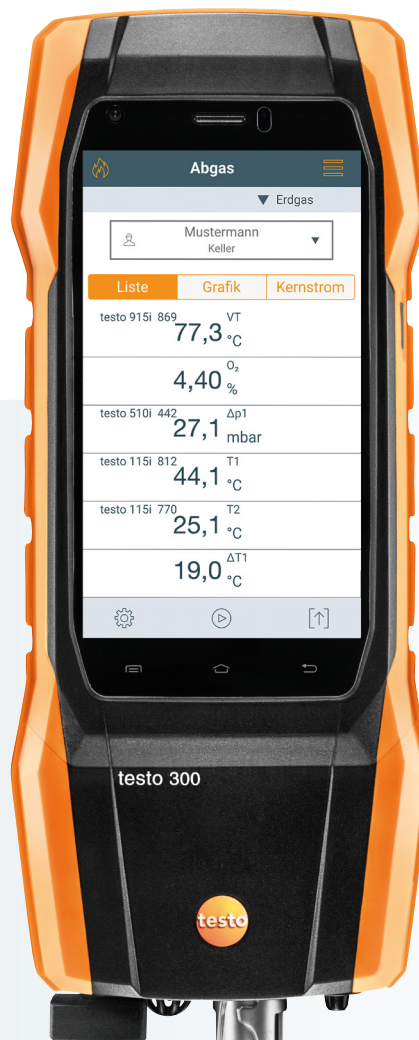 Abgas
Erdgas
Mustermann
Keller
Liste Grafik Kernstrom
testo 915i 869 77,3 VT °C
4,40 O₂ %
testo 510i 442 27,1 Δp1 mbar
testo 115i 812 44,1 T1 °C
testo 115i 770 25,1 T2 °C
19,0 ΔT1 °C
testo 300
testo